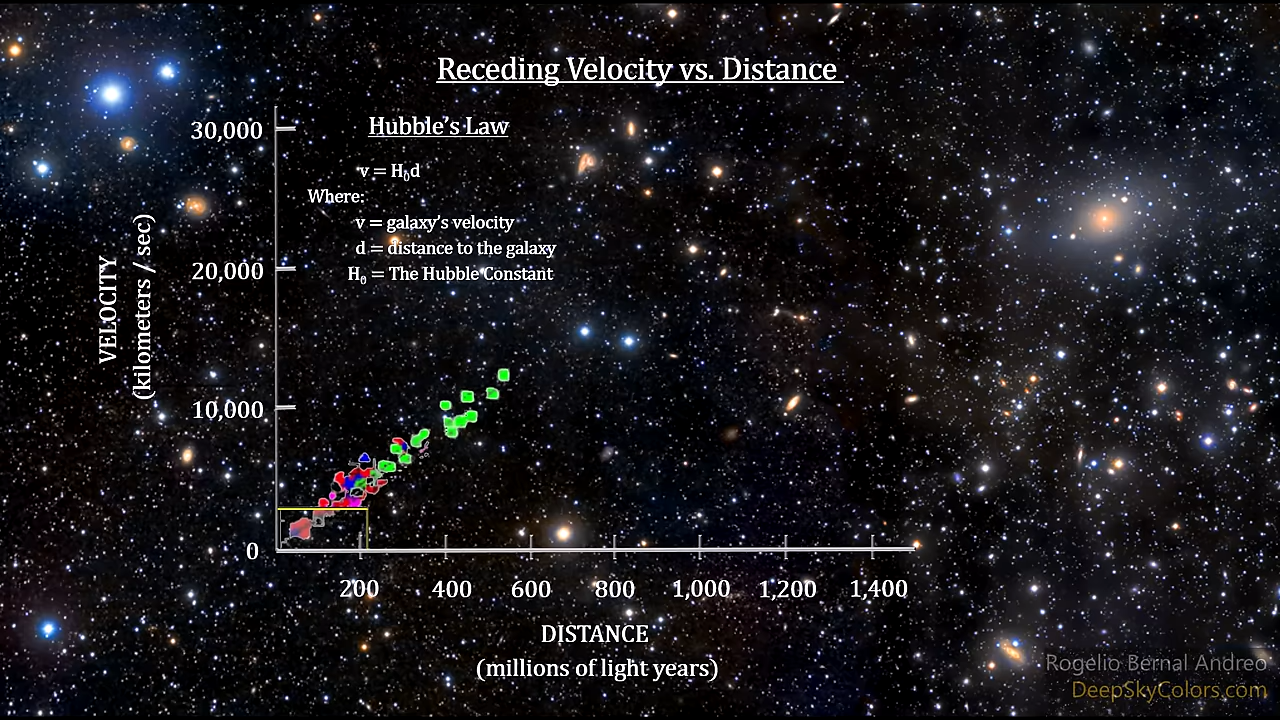 Receding Velocity vs. Distance
Hubble's Law
v = H₀d
Where:
v = galaxy's velocity
d = distance to the galaxy
H₀ = The Hubble Constant
30,000
20,000
10,000
0
VELOCITY
(kilometers / sec)
200 400 600 800 1,000 1,200 1,400
DISTANCE
(millions of light years)
Rogelio Bernal Andreo
DeepSkyColors.com